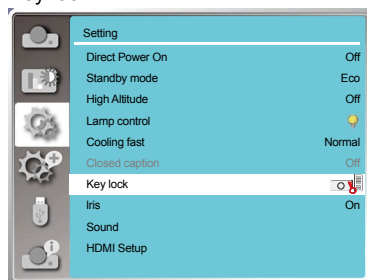 Setting
Direct Power On Off
Standby mode Eco
High Altitude Off
Lamp control
Cooling fast Normal
Closed caption Off
Key lock
Iris On
Sound
HDMI Setup